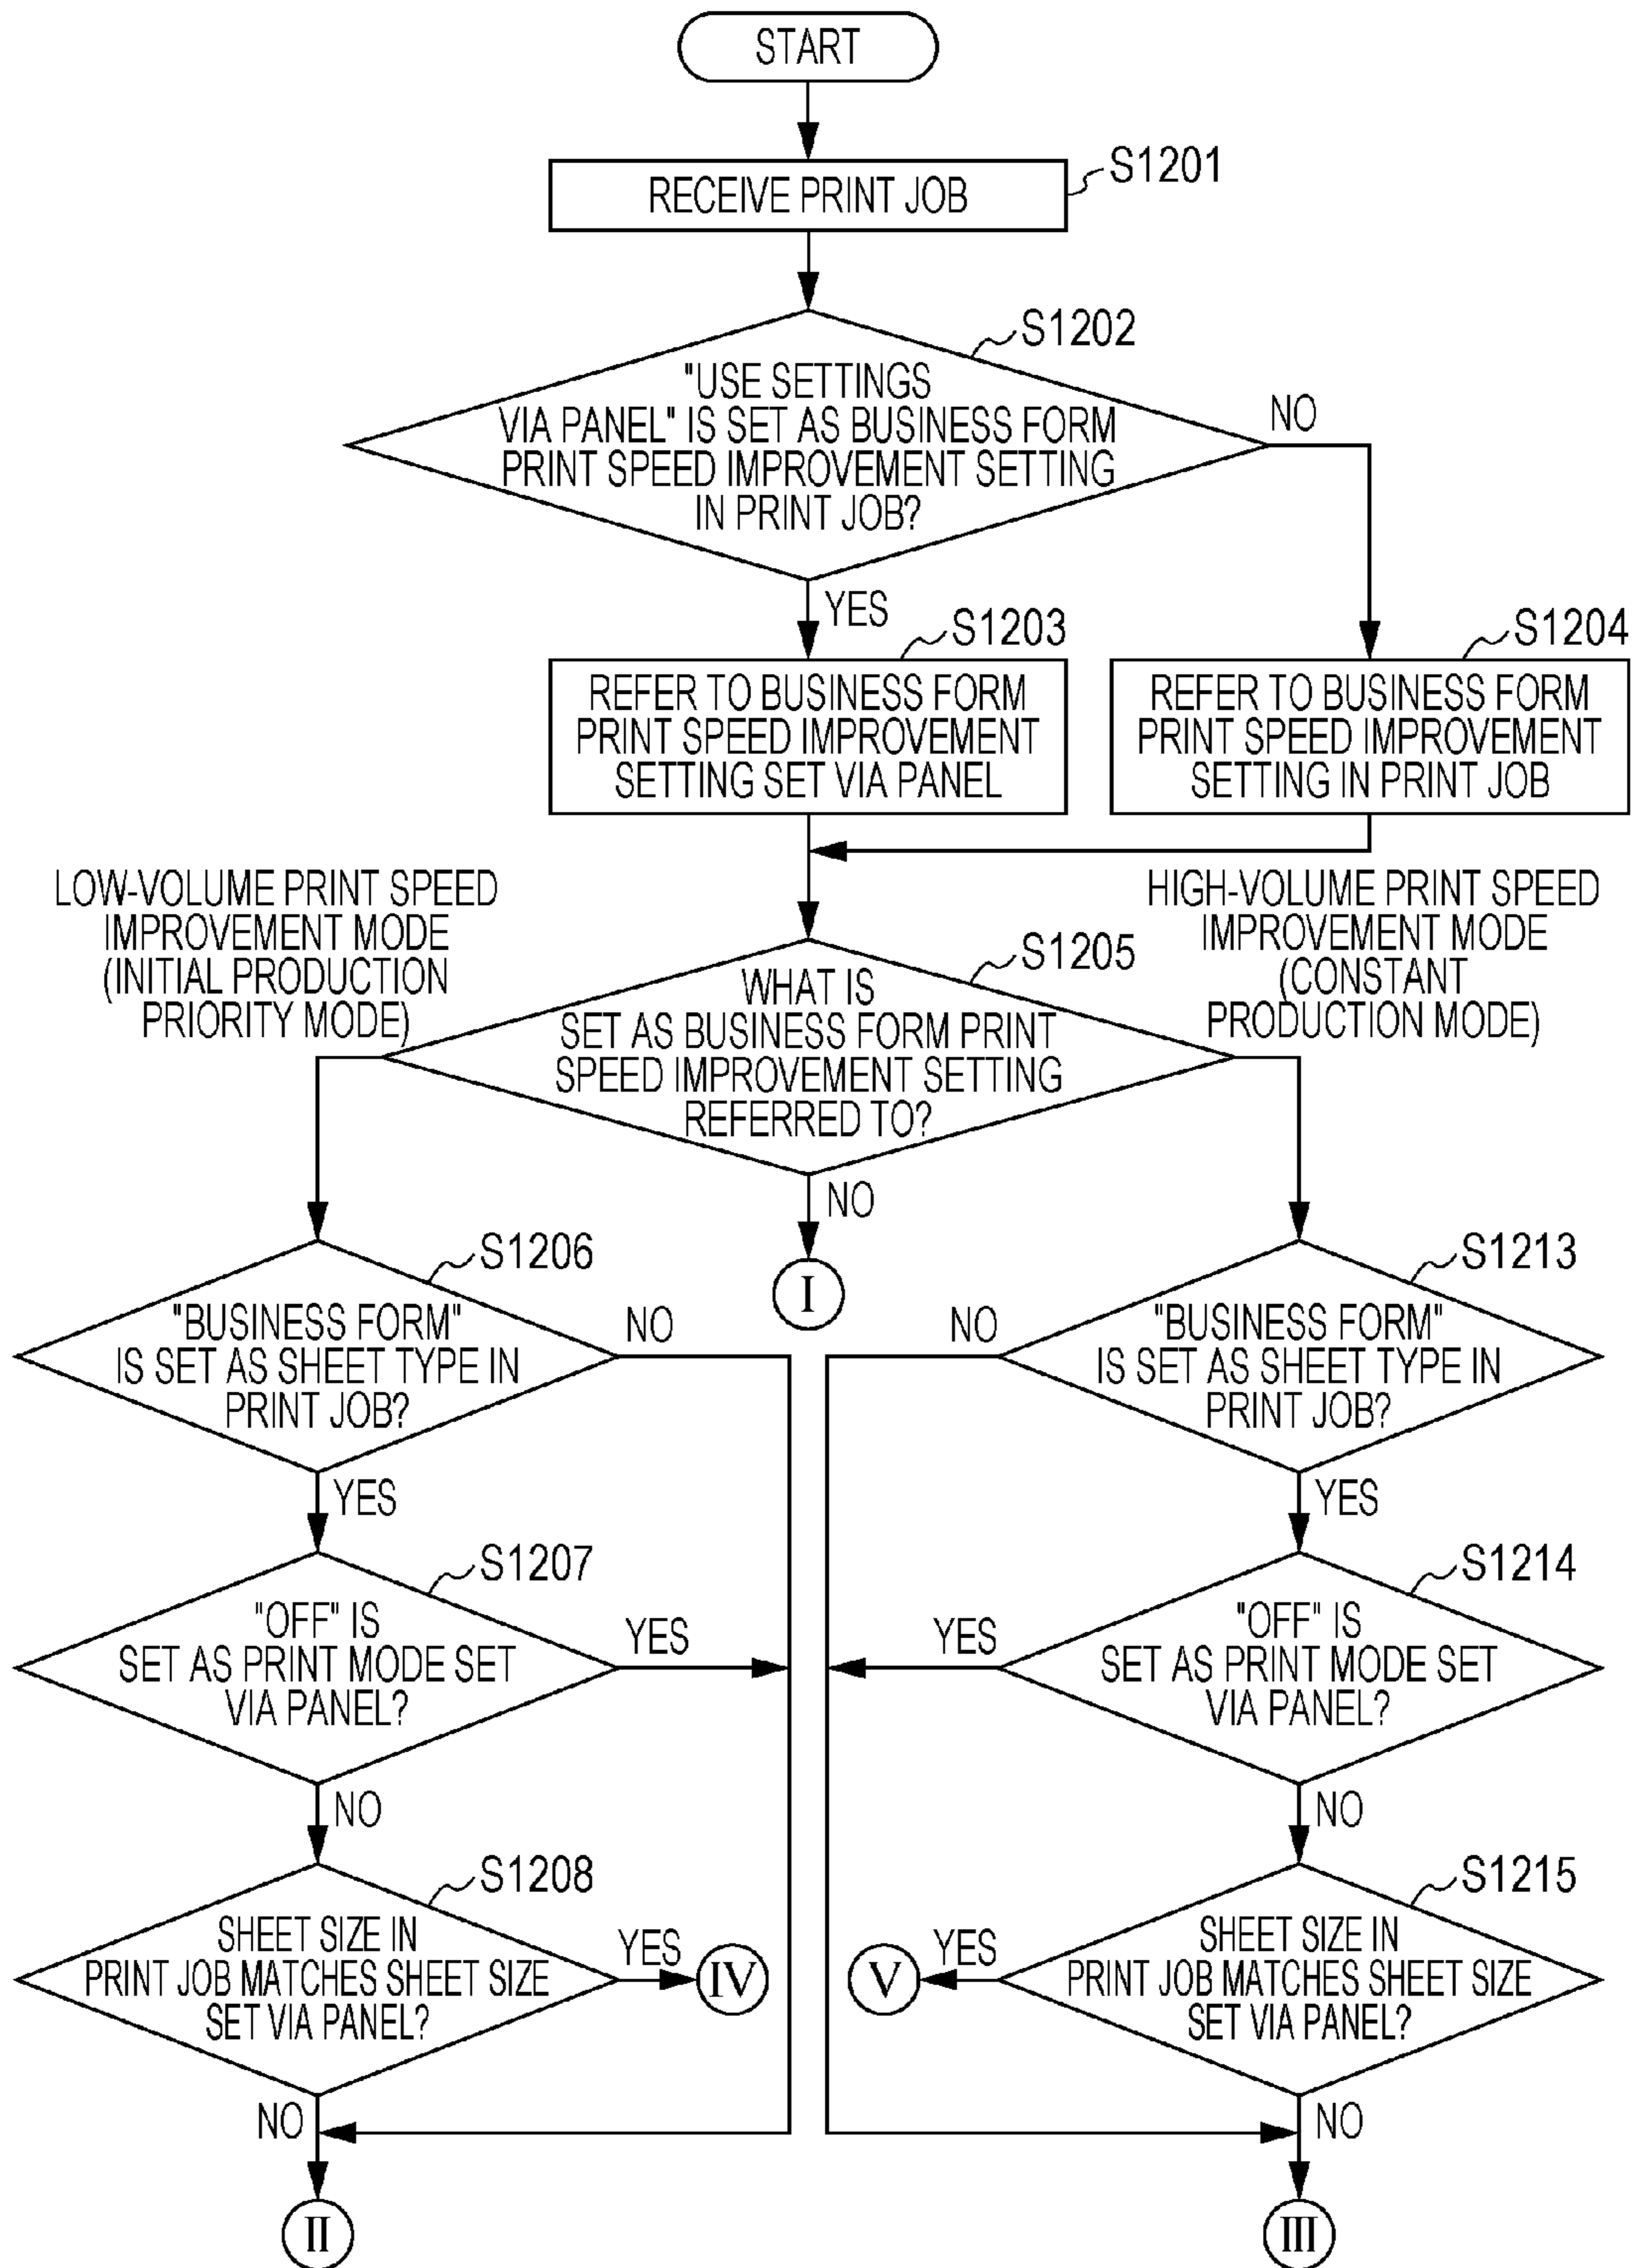 START
RECEIVE PRINT JOB
S1201
S1202
"USE SETTINGS
VIA PANEL" IS SET AS BUSINESS FORM
PRINT SPEED IMPROVEMENT SETTING
IN PRINT JOB?
NO
YES
S1203
REFER TO BUSINESS FORM
PRINT SPEED IMPROVEMENT
SETTING SET VIA PANEL
S1204
REFER TO BUSINESS FORM
PRINT SPEED IMPROVEMENT
SETTING IN PRINT JOB
LOW-VOLUME PRINT SPEED
IMPROVEMENT MODE
(INITIAL PRODUCTION
PRIORITY MODE)
HIGH-VOLUME PRINT SPEED
IMPROVEMENT MODE
(CONSTANT
PRODUCTION MODE)
S1205
WHAT IS
SET AS BUSINESS FORM PRINT
SPEED IMPROVEMENT SETTING
REFERRED TO?
NO
I
S1206
"BUSINESS FORM"
IS SET AS SHEET TYPE IN
PRINT JOB?
NO
YES
S1213
"BUSINESS FORM"
IS SET AS SHEET TYPE IN
PRINT JOB?
NO
YES
S1207
"OFF" IS
SET AS PRINT MODE SET
VIA PANEL?
YES
NO
S1214
"OFF" IS
SET AS PRINT MODE SET
VIA PANEL?
YES
NO
S1208
SHEET SIZE IN
PRINT JOB MATCHES SHEET SIZE
SET VIA PANEL?
YES
IV
NO
II
S1215
SHEET SIZE IN
PRINT JOB MATCHES SHEET SIZE
SET VIA PANEL?
YES
V
NO
III